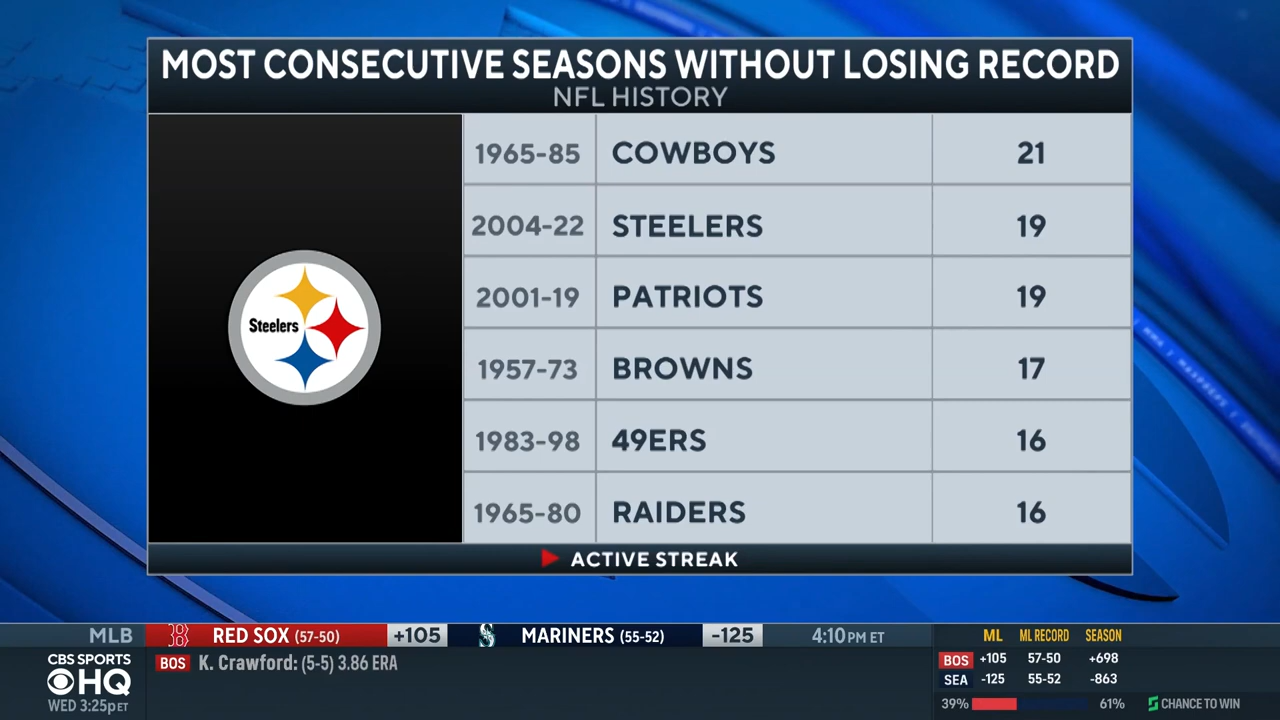 MOST CONSECUTIVE SEASONS WITHOUT LOSING RECORD
NFL HISTORY
1965-85 COWBOYS 21
2004-22 STEELERS 19
2001-19 PATRIOTS 19
1957-73 BROWNS 17
1983-98 49ERS 16
1965-80 RAIDERS 16
Steelers
ACTIVE STREAK
MLB RED SOX (57-50) +105 MARINERS (55-52) -125 4:10PM ET
BOS K. Crawford: (5-5) 3.86 ERA
CBS SPORTS
HQ
WED 3:25PET
ML ML RECORD SEASON
BOS +105 57-50 +698
SEA -125 55-52 -863
39% 61% CHANCE TO WIN